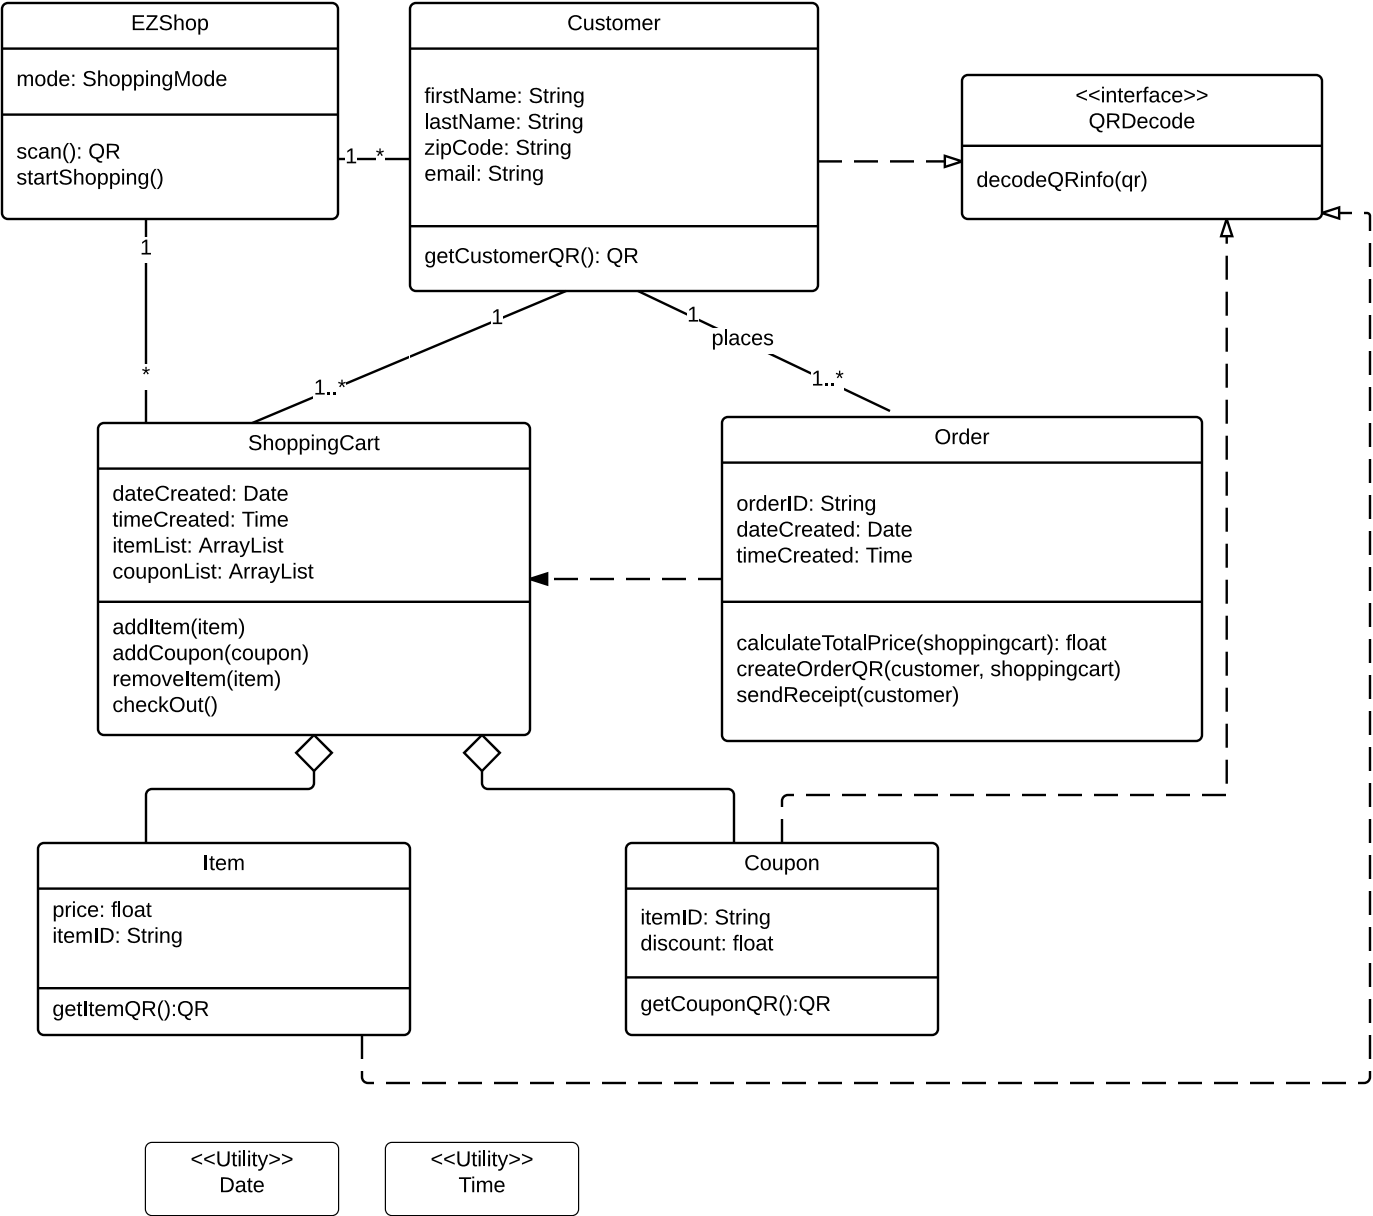 EZShop
mode: ShoppingMode
scan(): QR
startShopping()
Customer
firstName: String
lastName: String
zipCode: String
email: String
getCustomerQR(): QR
<<interface>>
QRDecode
decodeQRinfo(qr)
1
*
1
*
1
1..*
1
places
1..*
ShoppingCart
dateCreated: Date
timeCreated: Time
itemList: ArrayList
couponList: ArrayList
addItem(item)
addCoupon(coupon)
removeItem(item)
checkOut()
Order
orderID: String
dateCreated: Date
timeCreated: Time
calculateTotalPrice(shoppingcart): float
createOrderQR(customer, shoppingcart)
sendReceipt(customer)
Item
price: float
itemID: String
getItemQR():QR
Coupon
itemID: String
discount: float
getCouponQR():QR
<<Utility>>
Date
<<Utility>>
Time